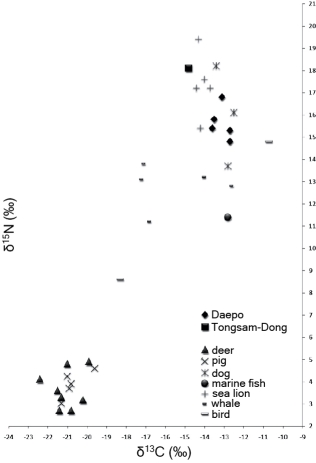 21
20
19
18
17
16
15
14
13
12
11
10
9
8
7
6
5
4
3
2
δ15N (‰)
Daepo
Tongsam-Dong
deer
pig
dog
marine fish
sea lion
whale
bird
-24 -23 -22 -21 -20 -19 -18 -17 -16 -15 -14 -13 -12 -11 -10 -9
δ13C (‰)